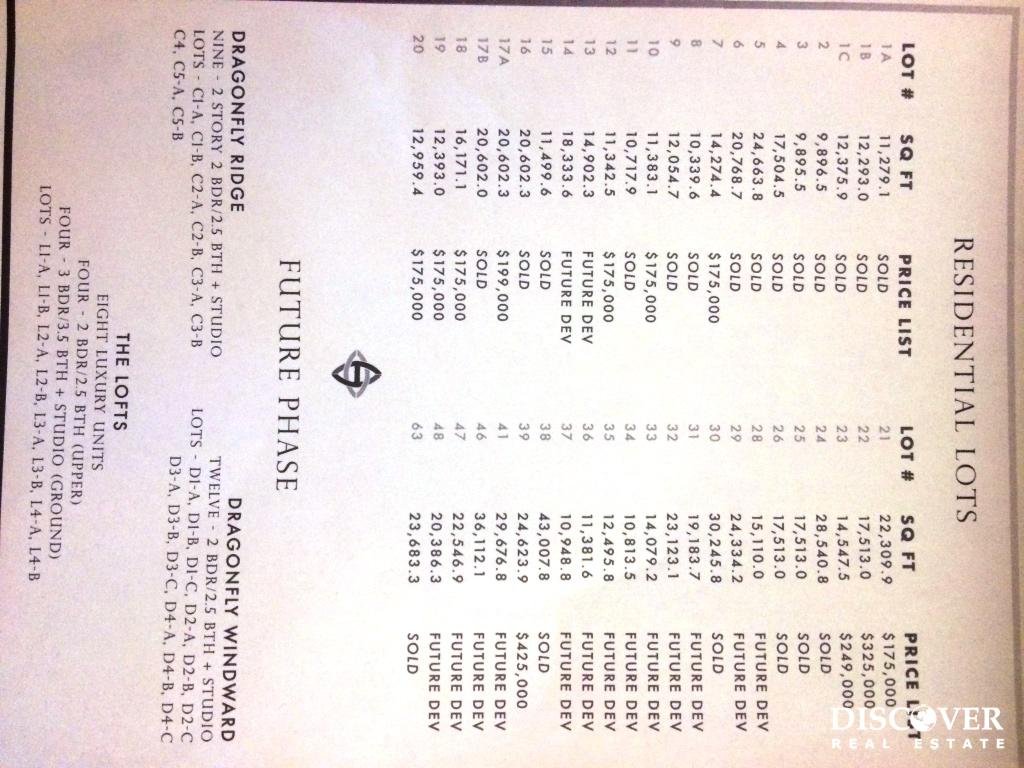 RESIDENTIAL LOTS
LOT # SQ FT PRICE LIST LOT # SQ FT PRICE LIST
1A 11,279.1 SOLD 21 22,309.9 $175,000
1B 12,293.0 SOLD 22 17,513.0 $325,000
1C 12,375.9 SOLD 23 14,547.5 $249,000
2 9,896.5 SOLD 24 28,540.8 SOLD
3 9,895.5 SOLD 25 17,513.0 SOLD
4 17,504.5 SOLD 26 17,513.0 SOLD
5 24,663.8 SOLD 28 15,110.0 FUTURE DEV
6 20,768.7 SOLD 29 24,334.2 FUTURE DEV
7 14,274.4 $175,000 30 30,245.8 SOLD
8 10,339.6 SOLD 31 19,183.7 FUTURE DEV
9 12,054.7 SOLD 32 23,123.1 FUTURE DEV
10 11,383.1 $175,000 33 14,079.2 FUTURE DEV
11 10,717.9 SOLD 34 10,813.5 FUTURE DEV
12 11,342.5 $175,000 35 12,495.8 FUTURE DEV
13 14,902.3 FUTURE DEV 36 11,381.6 FUTURE DEV
14 18,333.6 FUTURE DEV 37 10,948.8 FUTURE DEV
15 11,499.6 SOLD 38 43,007.8 SOLD
16 20,602.3 SOLD 39 24,623.9 $425,000
17A 20,602.3 $199,000 41 29,676.8 FUTURE DEV
17B 20,602.0 SOLD 46 36,112.1 FUTURE DEV
18 16,171.1 $175,000 47 22,546.9 FUTURE DEV
19 12,393.0 $175,000 48 20,386.3 FUTURE DEV
20 12,959.4 $175,000 63 23,683.3 SOLD
FUTURE PHASE
DRAGONFLY RIDGE
NINE - 2 STORY 2 BDR/2.5 BTH + STUDIO
LOTS - C1-A, C1-B, C2-A, C2-B, C3-A, C3-B
C4, C5-A, C5-B
DRAGONFLY WINDWARD
TWELVE - 2 BDR/2.5 BTH + STUDIO
LOTS - D1-A, D1-B, D1-C, D2-A, D2-B, D2-C
D3-A, D3-B, D3-C, D4-A, D4-B, D4-C
THE LOFTS
EIGHT LUXURY UNITS
FOUR - 2 BDR/2.5 BTH (UPPER)
FOUR - 3 BDR/3.5 BTH + STUDIO (GROUND)
LOTS - L1-A, L1-B, L2-A, L2-B, L3-A, L3-B, L4-A, L4-B
DISCOVER
REAL ESTATE